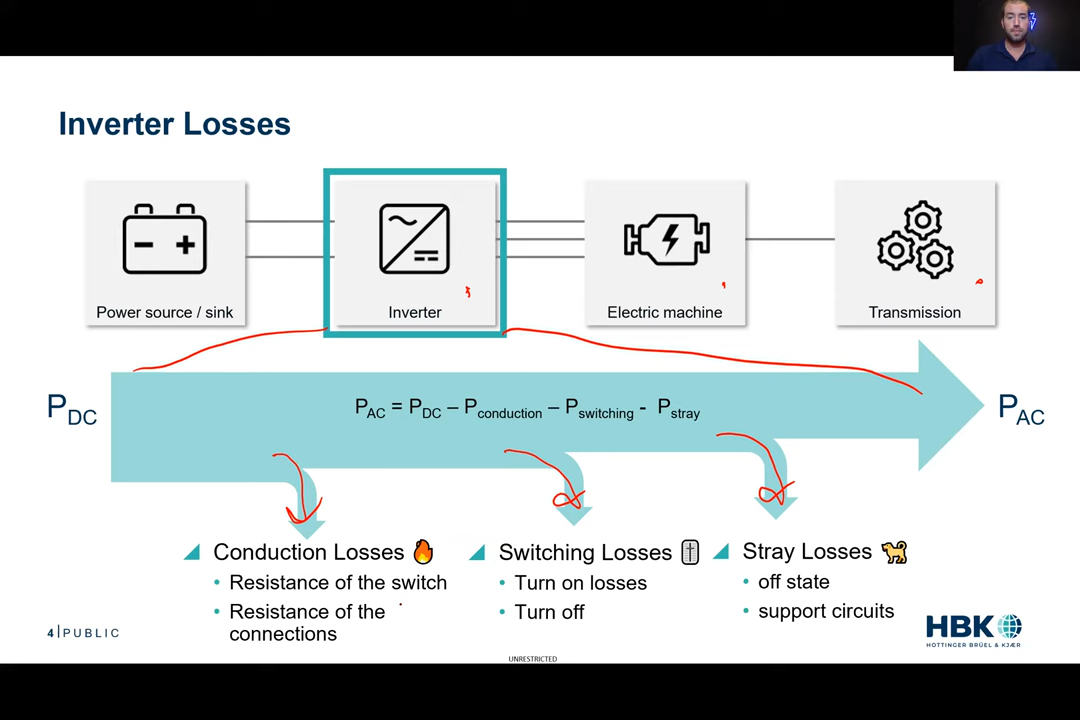 Inverter Losses
Power source / sink
Inverter
Electric machine
Transmission
P_DC
P_AC = P_DC – P_conduction – P_switching - P_stray
P_AC
Conduction Losses
• Resistance of the switch
• Resistance of the
connections
Switching Losses
• Turn on losses
• Turn off
Stray Losses
• off state
• support circuits
4 | PUBLIC
HBK
HOTTINGER BRÜEL & KJÆR
UNRESTRICTED